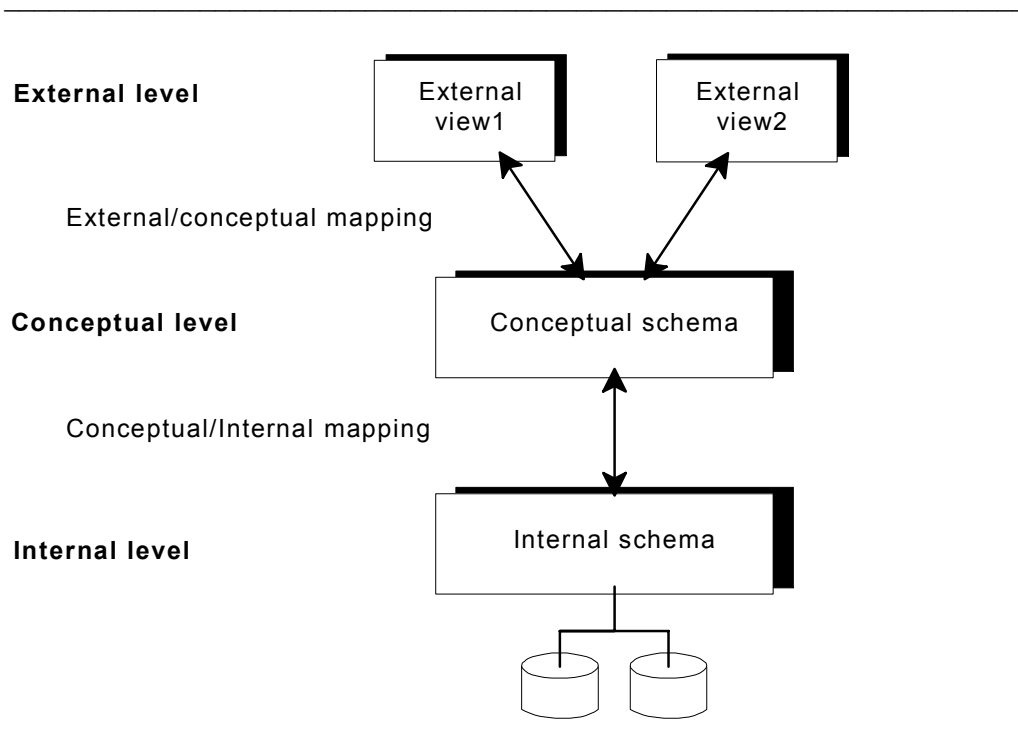 External level
External
view1
External
view2
External/conceptual mapping
Conceptual level
Conceptual schema
Conceptual/Internal mapping
Internal level
Internal schema